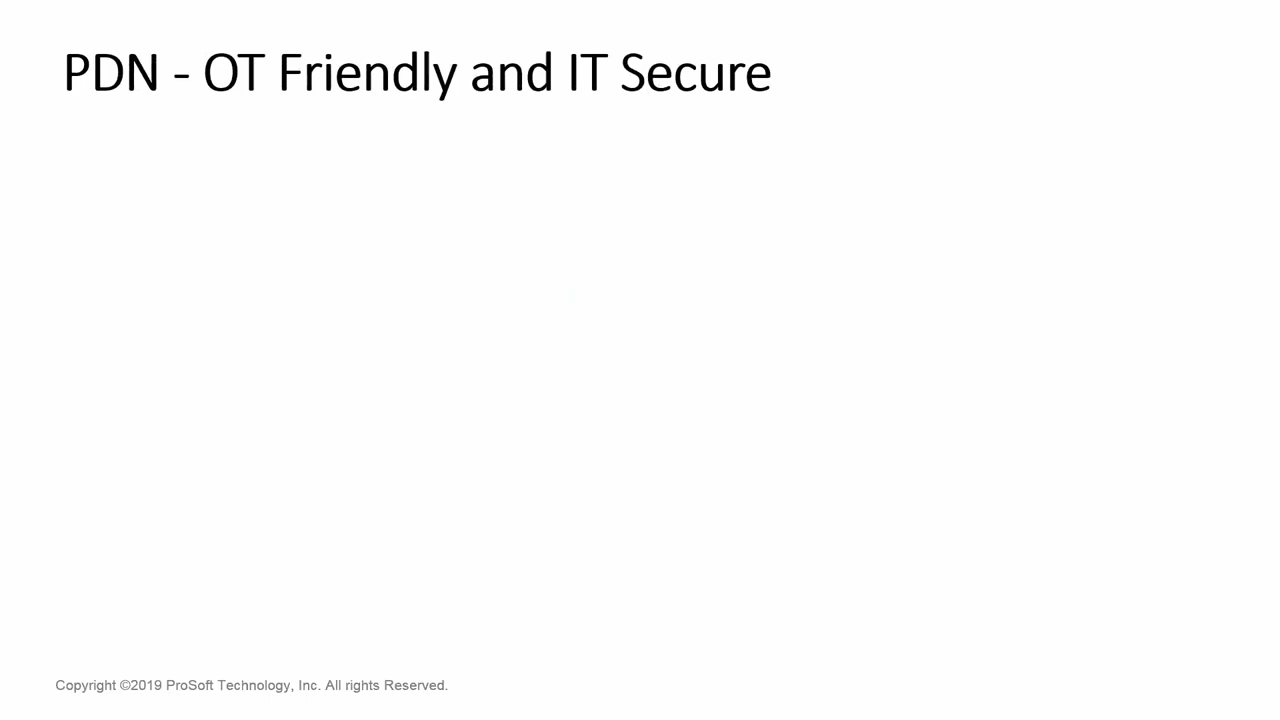 PDN - OT Friendly and IT Secure
Copyright ©2019 ProSoft Technology, Inc. All rights Reserved.